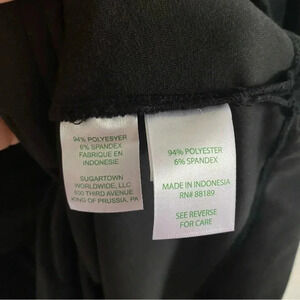 94% POLYESYER
6% SPANDEX
FABRIQUE EN
INDONESIE
SUGARTOWN
WORLDWIDE, LLC
800 THIRD AVENUE
KING OF PRUSSIA, PA
94% POLYESTER
6% SPANDEX
MADE IN INDONESIA
RN# 88189
SEE REVERSE
FOR CARE